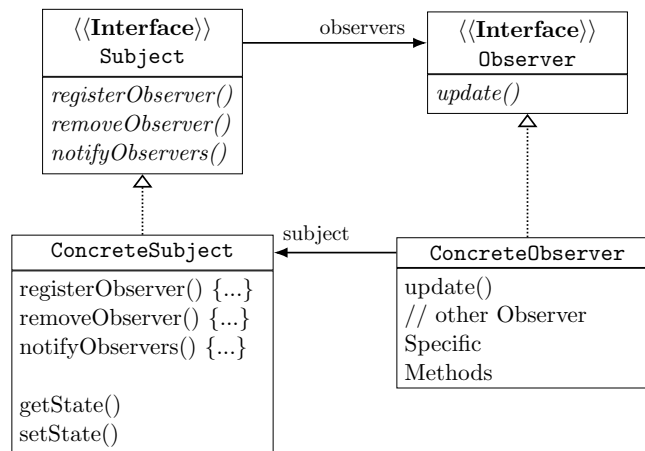 ⟨⟨Interface⟩⟩
Subject
registerObserver()
removeObserver()
notifyObservers()
observers
⟨⟨Interface⟩⟩
Observer
update()
ConcreteSubject
registerObserver() {...}
removeObserver() {...}
notifyObservers() {...}
getState()
setState()
subject
ConcreteObserver
update()
// other Observer
Specific
Methods